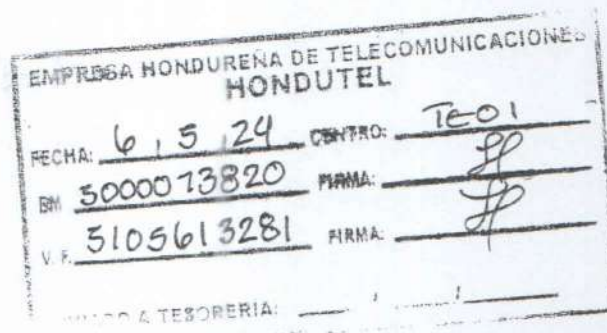 EMPRESA HONDUREÑA DE TELECOMUNICACIONES
HONDUTEL
FECHA: 6, 5, 24 CENTRO: TE01
BM 5000073820 FIRMA:
V. F. 5105613281 FIRMA:
A TESORERIA: